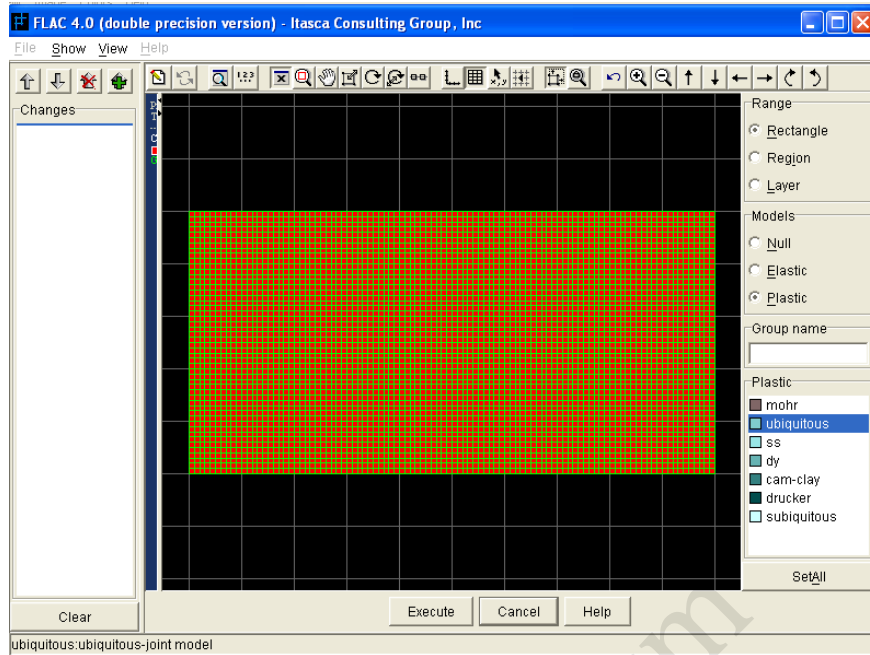 FLAC 4.0 (double precision version) - Itasca Consulting Group, Inc
File Show View Help
Changes
Range
Rectangle
Region
Layer
Models
Null
Elastic
Plastic
Group name
Plastic
mohr
ubiquitous
ss
dy
cam-clay
drucker
subiquitous
SetAll
Clear
Execute Cancel Help
ubiquitous:ubiquitous-joint model